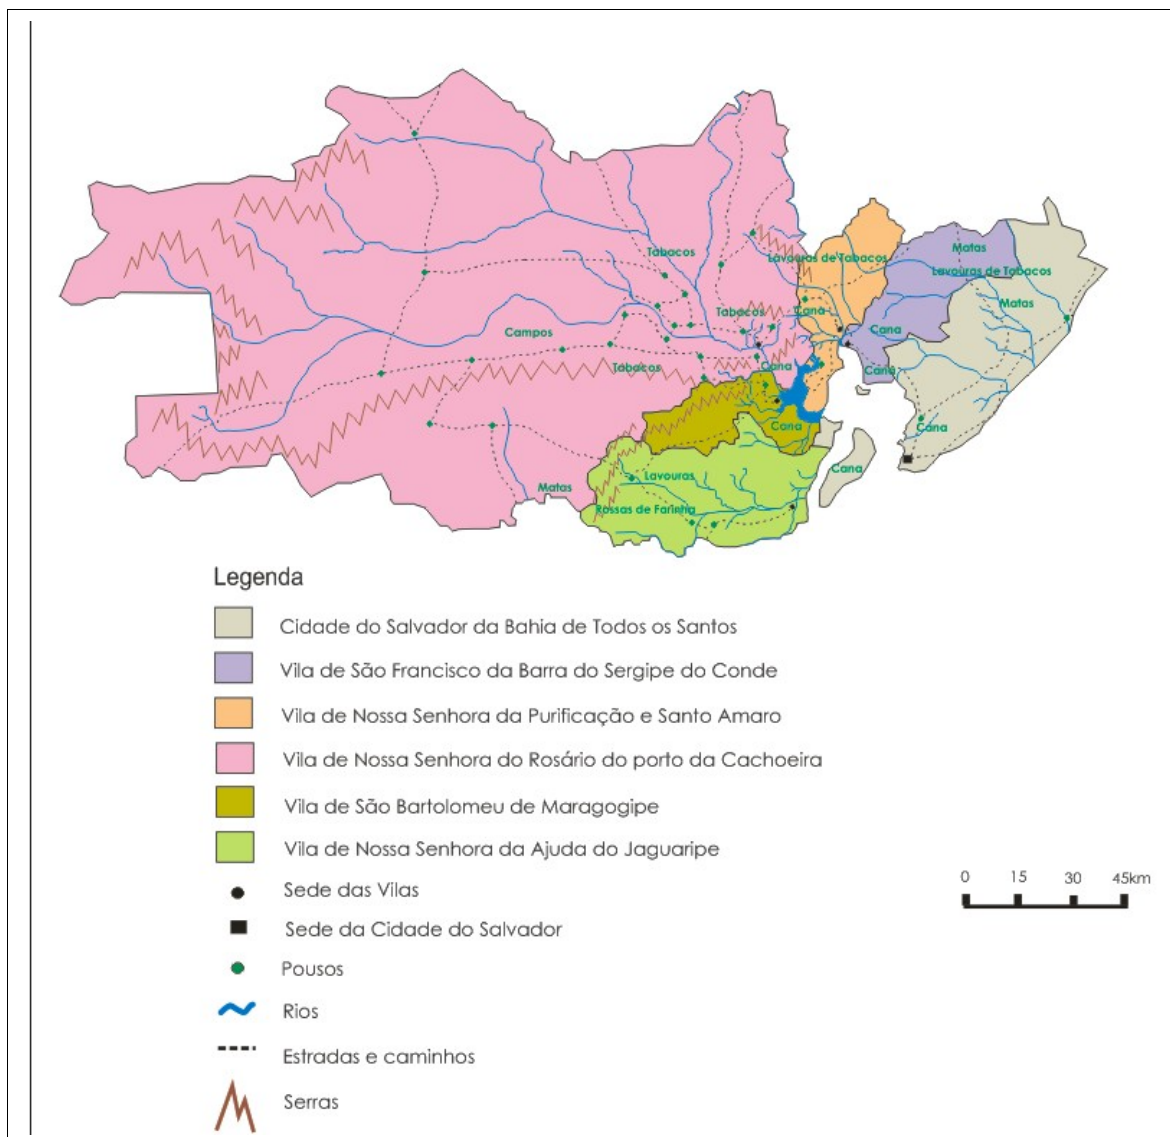 Matas
Tabacos
Lavouras de Tabacos
Lavouras de Tabacos
Matas
Tabacos
Cana
Campos
Cana
Tabacos
Cana
Cana
Cana
Cana
Cana
Lavouras
Matas
Rossas de Farinha
Legenda
Cidade do Salvador da Bahia de Todos os Santos
Vila de São Francisco da Barra do Sergipe do Conde
Vila de Nossa Senhora da Purificação e Santo Amaro
Vila de Nossa Senhora do Rosário do porto da Cachoeira
Vila de São Bartolomeu de Maragogipe
Vila de Nossa Senhora da Ajuda do Jaguaripe
0 15 30 45km
Sede das Vilas
Sede da Cidade do Salvador
Pousos
Rios
Estradas e caminhos
Serras